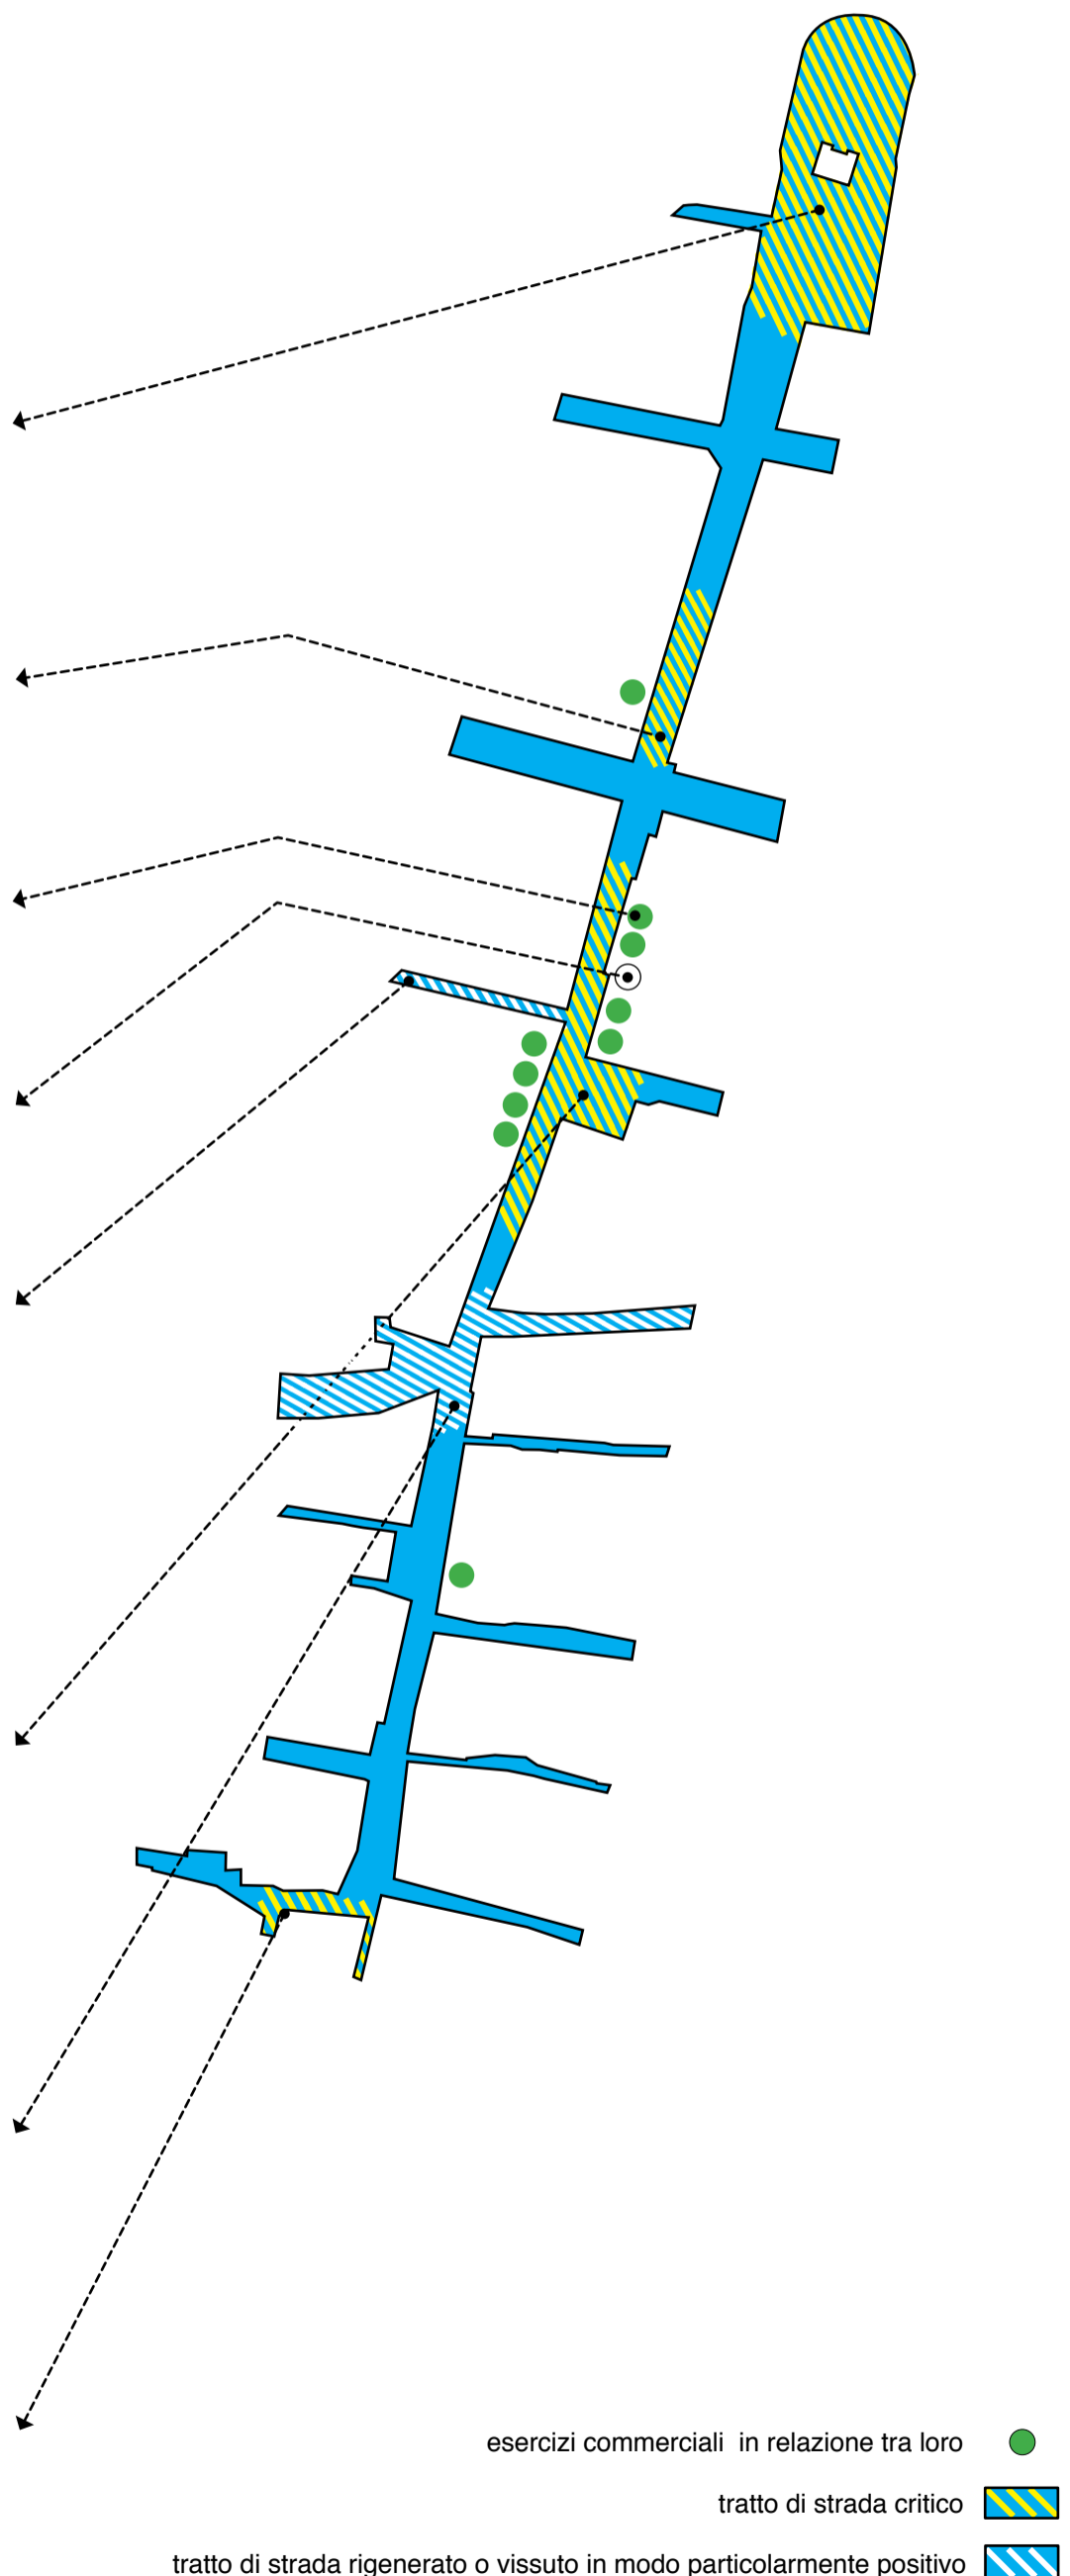 esercizi commerciali  in relazione tra loro
tratto di strada critico
tratto di strada rigenerato o vissuto in modo particolarmente positivo